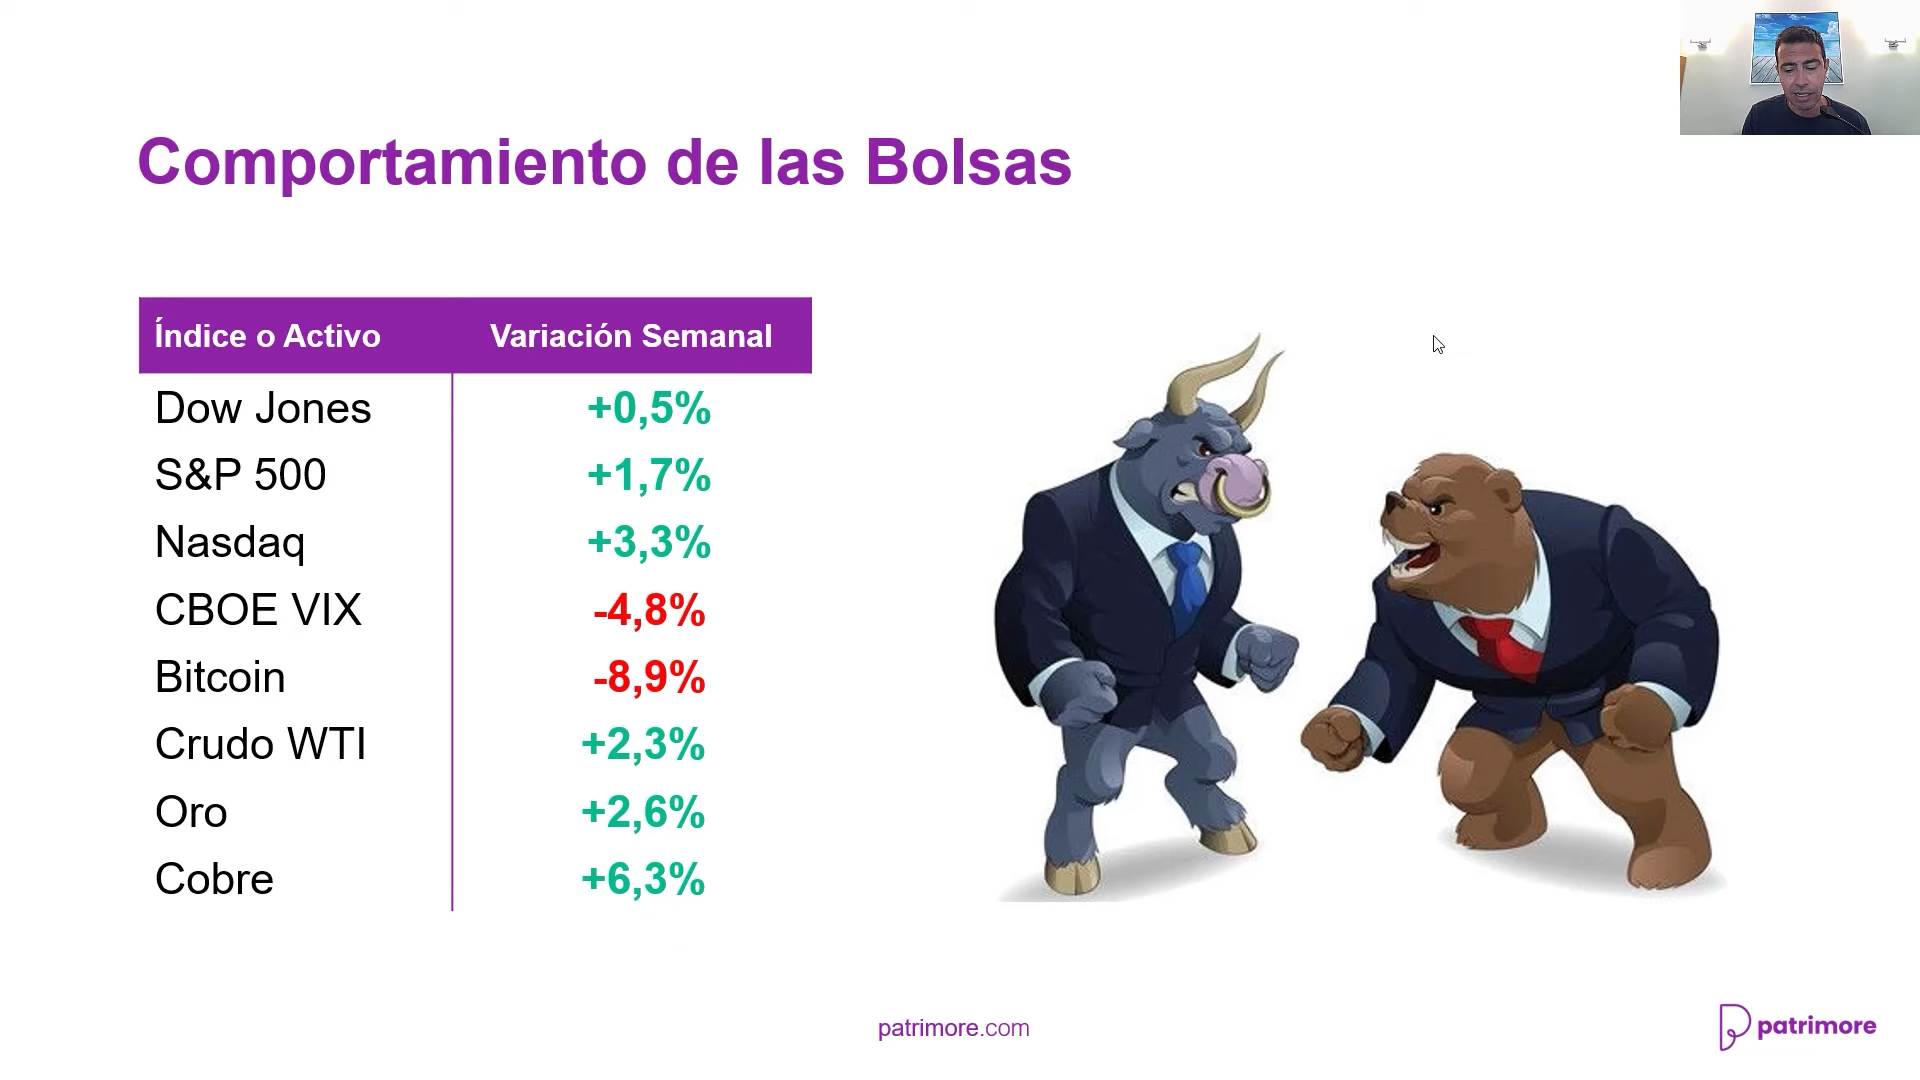 Comportamiento de las Bolsas
Índice o Activo Variación Semanal
Dow Jones +0,5%
S&P 500 +1,7%
Nasdaq +3,3%
CBOE VIX -4,8%
Bitcoin -8,9%
Crudo WTI +2,3%
Oro +2,6%
Cobre +6,3%
patrimore.com
patrimore